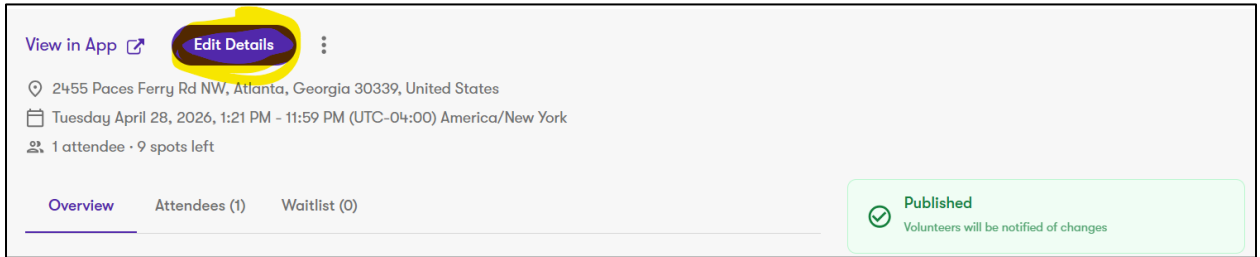 View in App Edit Details
2455 Paces Ferry Rd NW, Atlanta, Georgia 30339, United States
Tuesday April 28, 2026, 1:21 PM - 11:59 PM (UTC-04:00) America/New York
1 attendee · 9 spots left
Overview Attendees (1) Waitlist (0)
Published
Volunteers will be notified of changes